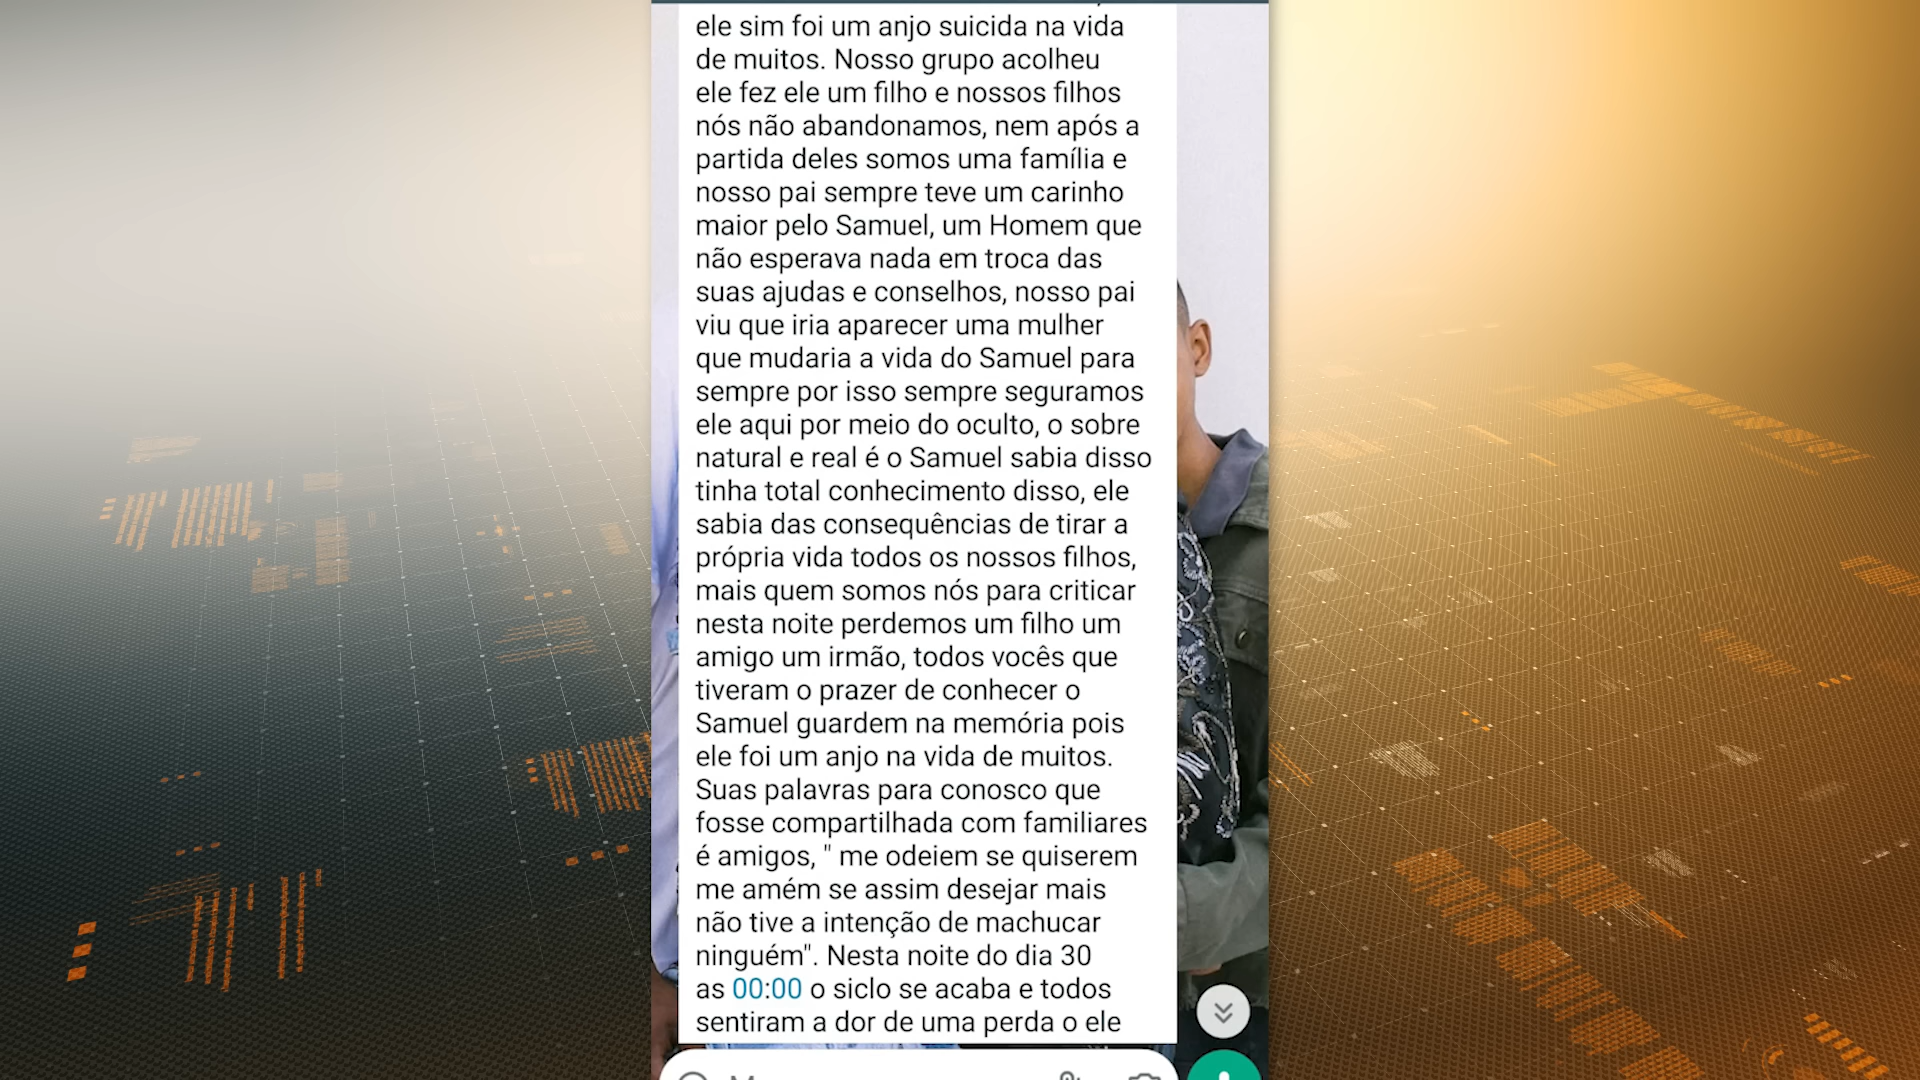 ele sim foi um anjo suicida na vida
de muitos. Nosso grupo acolheu
ele fez ele um filho e nossos filhos
nós não abandonamos, nem após a
partida deles somos uma família e
nosso pai sempre teve um carinho
maior pelo Samuel, um Homem que
não esperava nada em troca das
suas ajudas e conselhos, nosso pai
viu que iria aparecer uma mulher
que mudaria a vida do Samuel para
sempre por isso sempre seguramos
ele aqui por meio do oculto, o sobre
natural e real é o Samuel sabia disso
tinha total conhecimento disso, ele
sabia das consequências de tirar a
própria vida todos os nossos filhos,
mais quem somos nós para criticar
nesta noite perdemos um filho um
amigo um irmão, todos vocês que
tiveram o prazer de conhecer o
Samuel guardem na memória pois
ele foi um anjo na vida de muitos.
Suas palavras para conosco que
fosse compartilhada com familiares
é amigos, " me odeiem se quiserem
me amém se assim desejar mais
não tive a intenção de machucar
ninguém". Nesta noite do dia 30
as 00:00 o siclo se acaba e todos
sentiram a dor de uma perda o ele